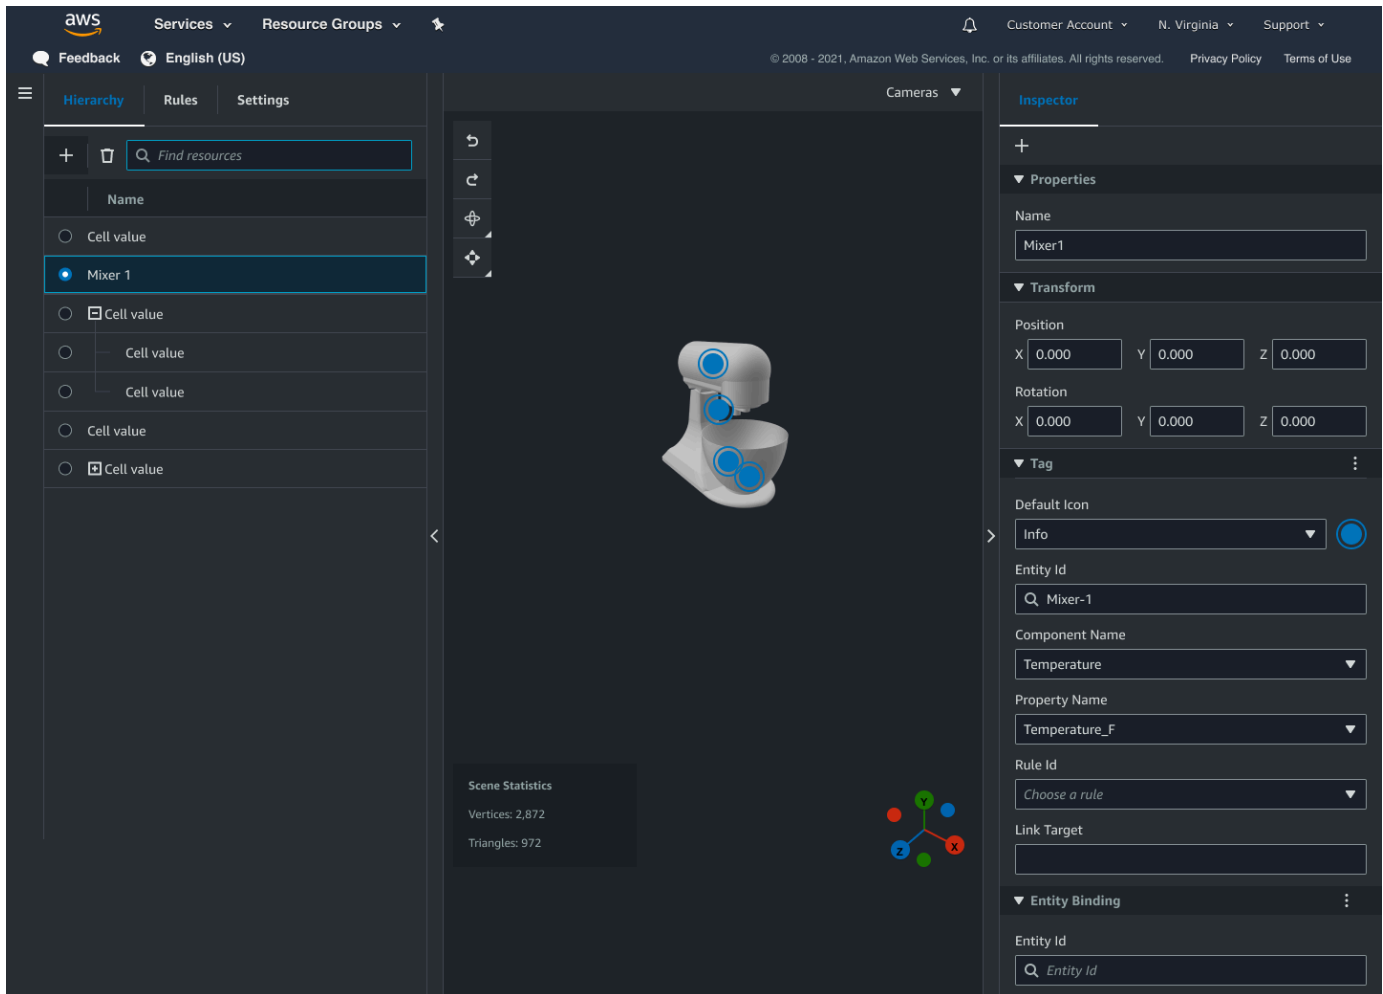 aws Services Resource Groups Customer Account N. Virginia Support
Feedback English (US) © 2008 - 2021, Amazon Web Services, Inc. or its affiliates. All rights reserved. Privacy Policy Terms of Use
Hierarchy Rules Settings
Find resources
Name
Cell value
Mixer 1
Cell value
Cell value
Cell value
Cell value
Cell value
Cameras
Scene Statistics
Vertices: 2,872
Triangles: 972
Y
Z X
Inspector
Properties
Name
Mixer1
Transform
Position
X 0.000 Y 0.000 Z 0.000
Rotation
X 0.000 Y 0.000 Z 0.000
Tag
Default Icon
Info
Entity Id
Mixer-1
Component Name
Temperature
Property Name
Temperature_F
Rule Id
Choose a rule
Link Target
Entity Binding
Entity Id
Entity Id